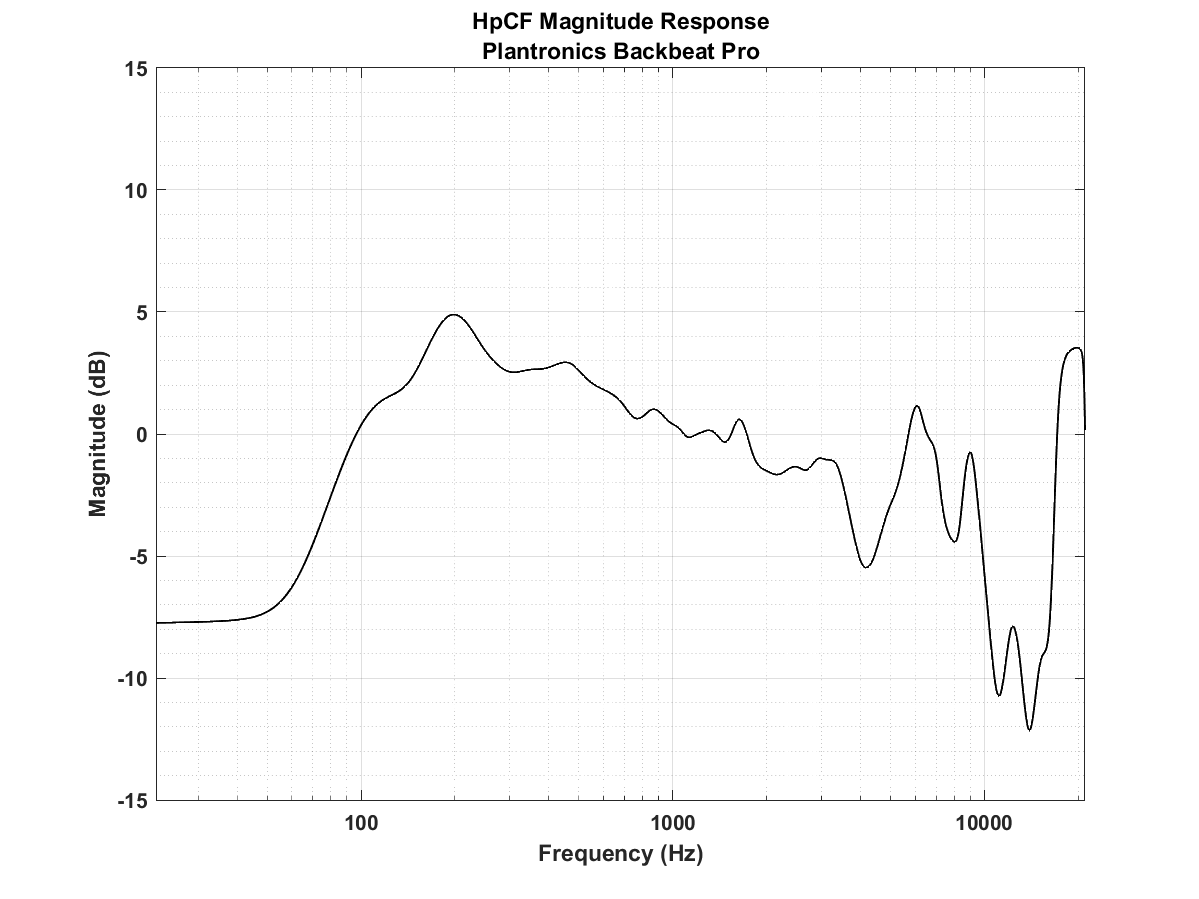 HpCF Magnitude Response
Plantronics Backbeat Pro
15
10
5
0
-5
-10
-15
Magnitude (dB)
100
1000
10000
Frequency (Hz)